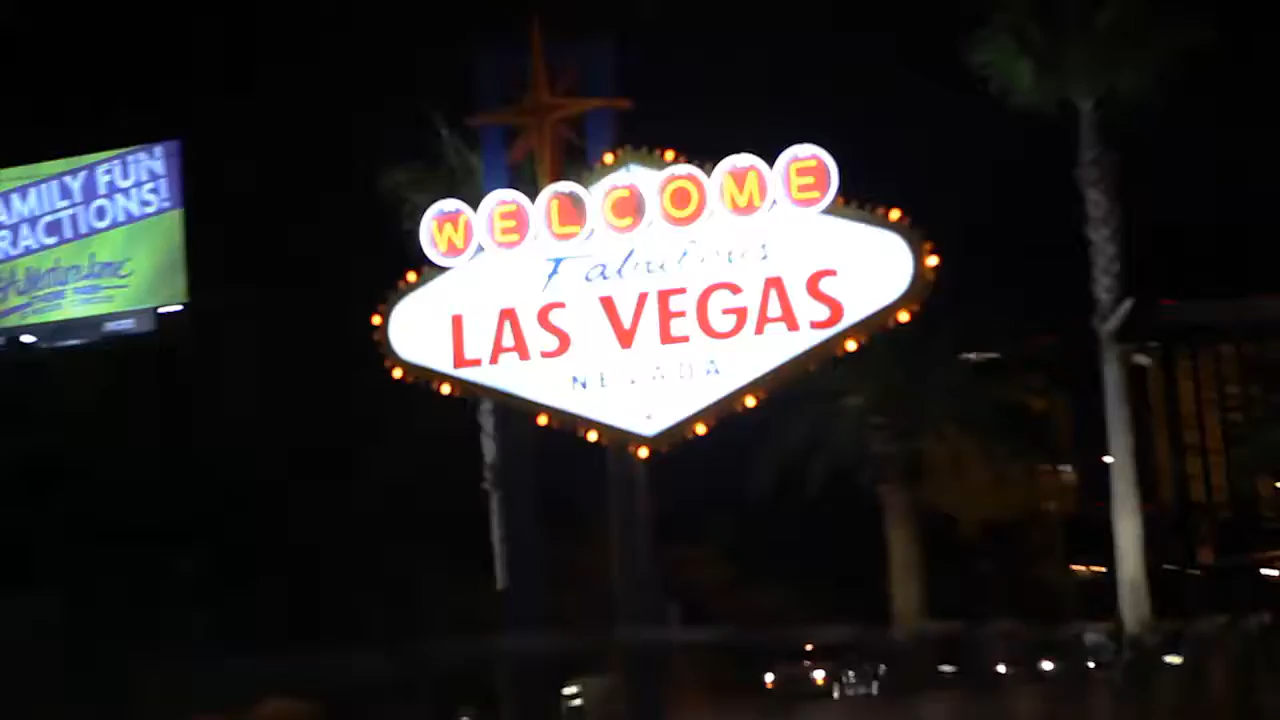 AMILY FUN
RACTIONS!
WELCOME
Fabulous
LAS VEGAS
NEVADA